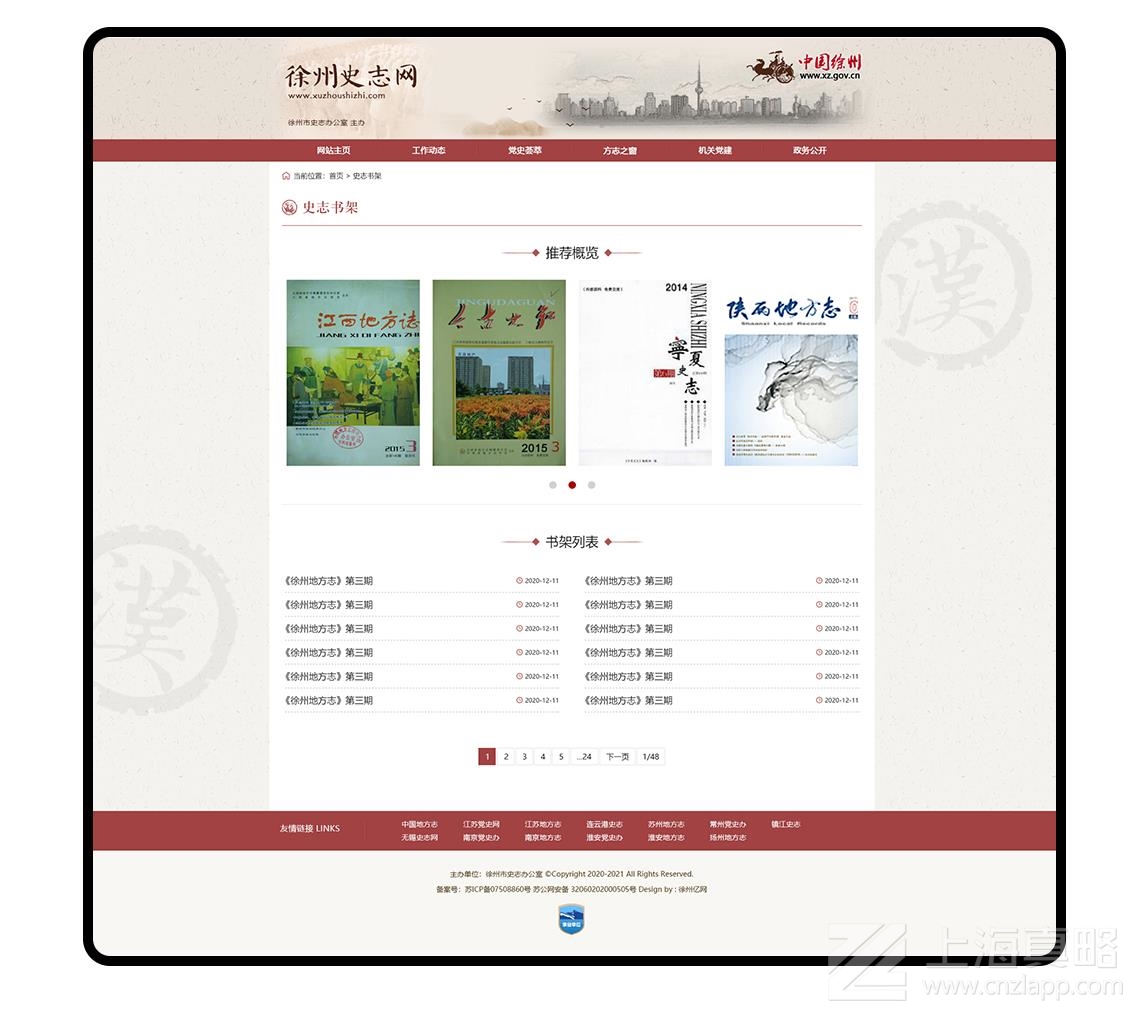 徐州史志网
www.xuzhoushizhi.com
徐州市史志办公室 主办
中国徐州
www.xz.gov.cn
网站主页 工作动态 党史荟萃 方志之窗 机关党建 政务公开
当前位置：首页 > 史志书架
史志书架
推荐概览
江西地方志
JIANG XI DI FANG ZHI
2015 3
JINGUDAGUAN
2015 3
2014
NINGXIA SHIZHI
寧夏史志
陕西地方志
Shaanxi Local Records
漢
漢
书架列表
《徐州地方志》第三期 2020-12-11 《徐州地方志》第三期 2020-12-11
《徐州地方志》第三期 2020-12-11 《徐州地方志》第三期 2020-12-11
《徐州地方志》第三期 2020-12-11 《徐州地方志》第三期 2020-12-11
《徐州地方志》第三期 2020-12-11 《徐州地方志》第三期 2020-12-11
《徐州地方志》第三期 2020-12-11 《徐州地方志》第三期 2020-12-11
《徐州地方志》第三期 2020-12-11 《徐州地方志》第三期 2020-12-11
1 2 3 4 5 ...24 下一页 1/48
友情链接 LINKS
中国地方志 江苏党史网 江苏地方志 连云港史志 苏州地方志 常州党史办 镇江史志
无锡史志网 南京党史办 南京地方志 淮安党史办 淮安地方志 扬州地方志
主办单位：徐州市史志办公室 ©Copyright 2020-2021 All Rights Reserved.
备案号：苏ICP备07508860号 苏公网安备 32060202000505号 Design by : 徐州亿网
事业单位
上海真略
www.cnzlapp.com